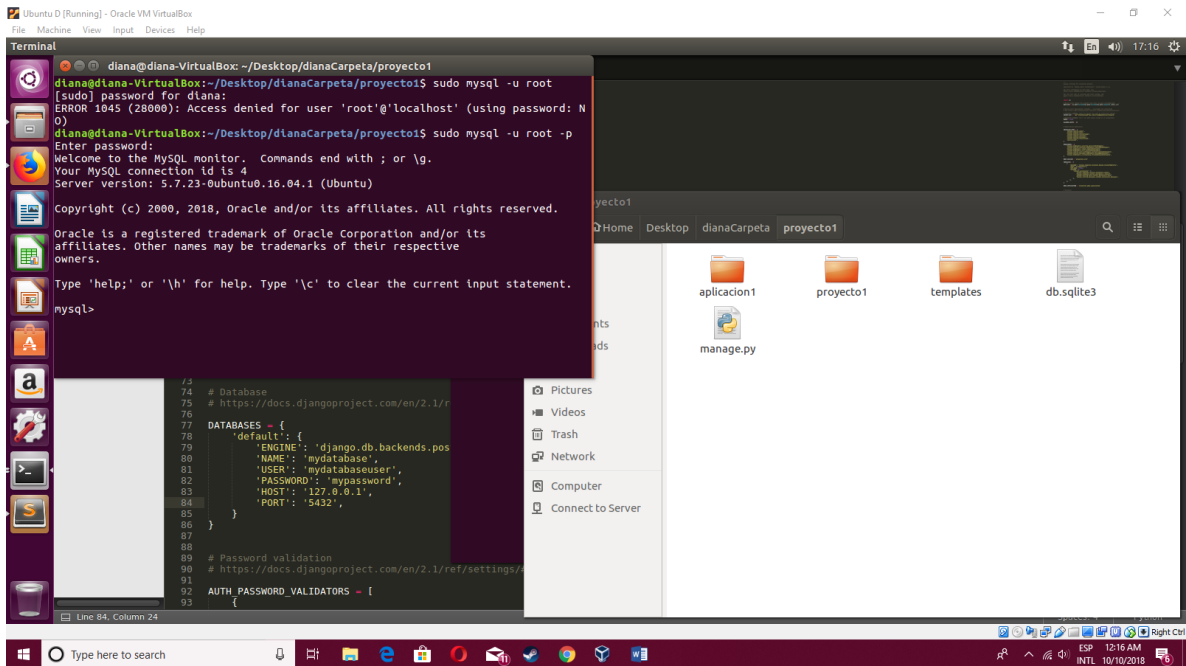 Ubuntu D [Running] - Oracle VM VirtualBox
File Machine View Input Devices Help
Terminal
En 17:16
diana@diana-VirtualBox: ~/Desktop/dianaCarpeta/proyecto1
diana@diana-VirtualBox:~/Desktop/dianaCarpeta/proyecto1$ sudo mysql -u root
[sudo] password for diana:
ERROR 1045 (28000): Access denied for user 'root'@'localhost' (using password: N
O)
diana@diana-VirtualBox:~/Desktop/dianaCarpeta/proyecto1$ sudo mysql -u root -p
Enter password:
Welcome to the MySQL monitor.  Commands end with ; or \g.
Your MySQL connection id is 4
Server version: 5.7.23-0ubuntu0.16.04.1 (Ubuntu)
Copyright (c) 2000, 2018, Oracle and/or its affiliates. All rights reserved.
Oracle is a registered trademark of Oracle Corporation and/or its
affiliates. Other names may be trademarks of their respective
owners.
Type 'help;' or '\h' for help. Type '\c' to clear the current input statement.
mysql>
yecto1
Home Desktop dianaCarpeta proyecto1
aplicacion1 proyecto1 templates db.sqlite3
manage.py
nts
ads
Pictures
Videos
Trash
Network
Computer
Connect to Server
73
74 # Database
75 # https://docs.djangoproject.com/en/2.1/r
76
77 DATABASES = {
78 'default': {
79 'ENGINE': 'django.db.backends.pos
80 'NAME': 'mydatabase',
81 'USER': 'mydatabaseuser',
82 'PASSWORD': 'mypassword',
83 'HOST': '127.0.0.1',
84 'PORT': '5432',
85 }
86 }
87
88
89 # Password validation
90 # https://docs.djangoproject.com/en/2.1/ref/settings/#
91
92 AUTH_PASSWORD_VALIDATORS = [
93 {
Line 84, Column 24
Right Ctrl
Type here to search
ESP 12:16 AM
INTL 10/10/2018